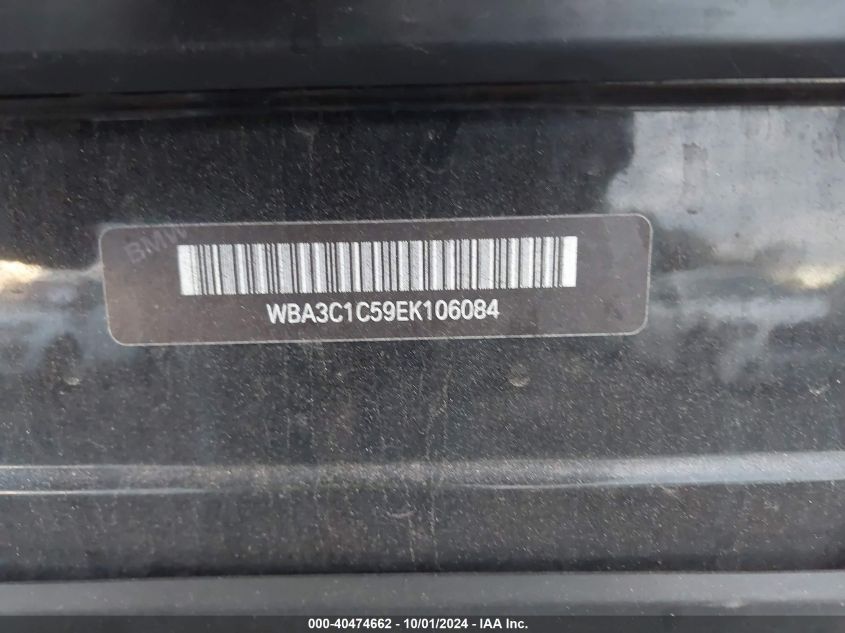 BMW
WBA3C1C59EK106084
000-40474662 - 10/01/2024 - IAA Inc.